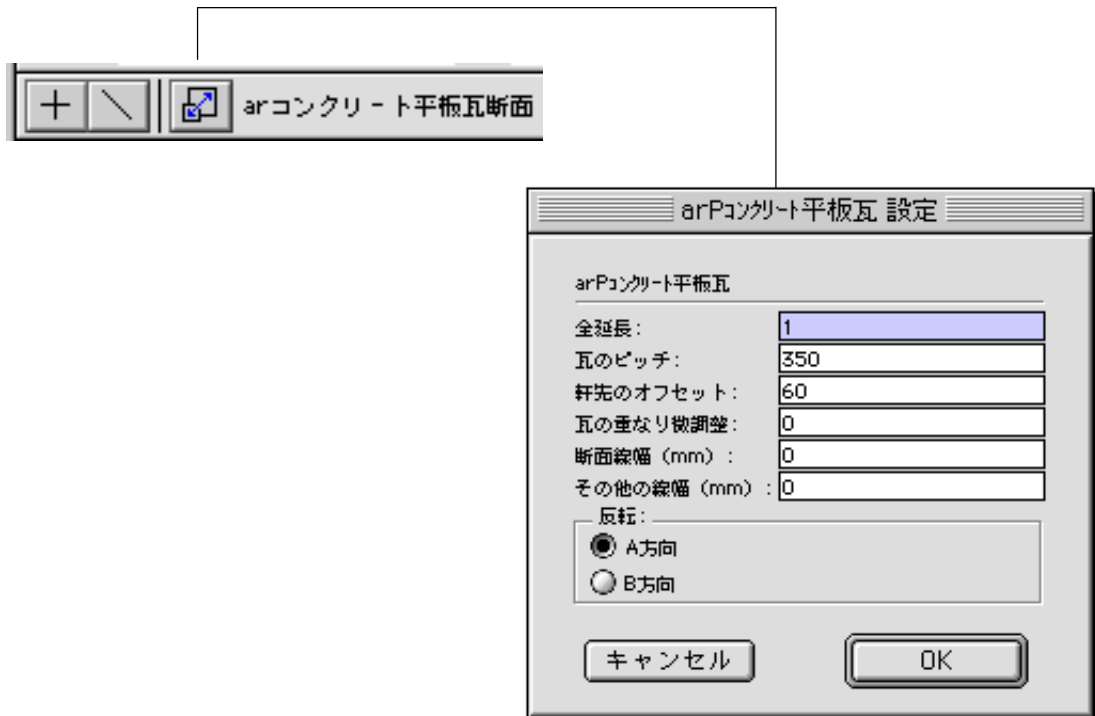 arコンクリート平板瓦断面
arPｺﾝｸﾘｰﾄ平板瓦 設定
arPｺﾝｸﾘｰﾄ平板瓦
全延長：
1
瓦のピッチ：
350
軒先のオフセット：
60
瓦の重なり微調整：
0
断面線幅（mm）：
0
その他の線幅（mm）：
0
反転：
A方向
B方向
キャンセル
OK